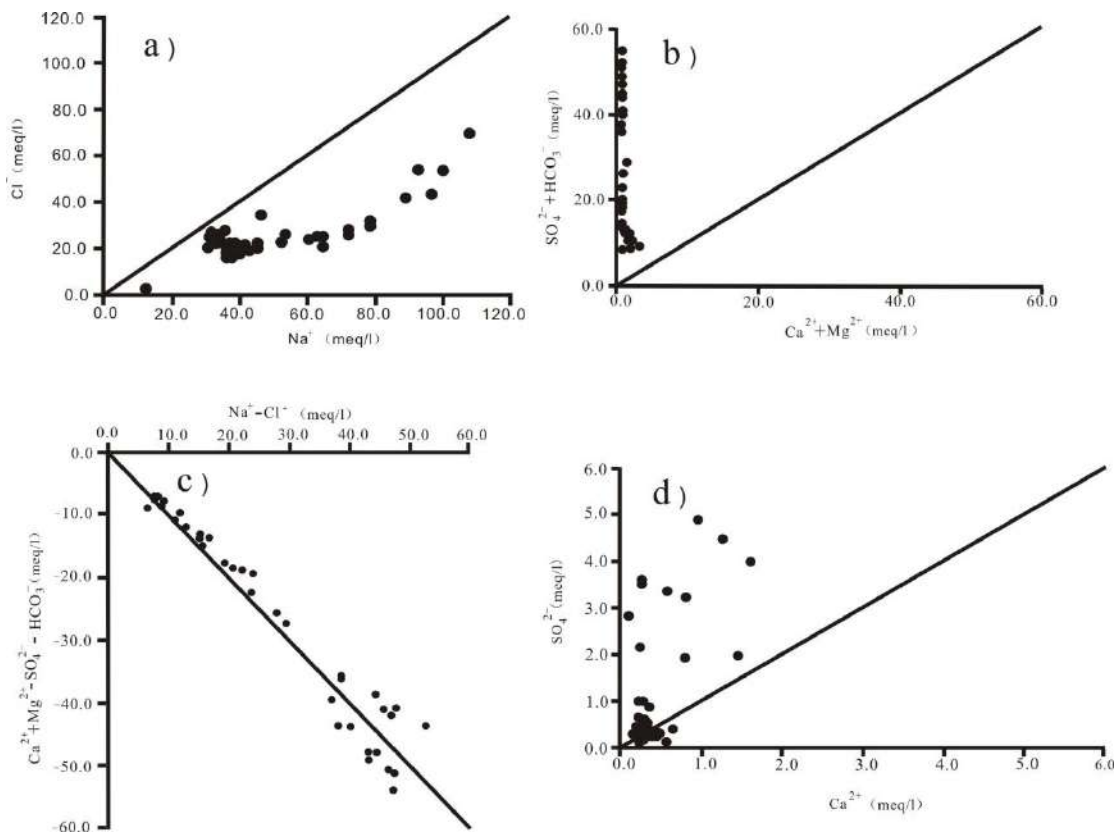 a)
Cl⁻ (meq/l)
120.0
100.0
80.0
60.0
40.0
20.0
0.0
0.0 20.0 40.0 60.0 80.0 100.0 120.0
Na⁺ (meq/l)
b)
SO₄²⁻+HCO₃⁻ (meq/l)
60.0
40.0
20.0
0.0
0.0 20.0 40.0 60.0
Ca²⁺+Mg²⁺ (meq/l)
Na⁺-Cl⁺ (meq/l)
0.0 10.0 20.0 30.0 40.0 50.0 60.0
c)
Ca²⁺+Mg²⁺-SO₄²⁻ - HCO₃⁻ (meq/l)
0.0
-10.0
-20.0
-30.0
-40.0
-50.0
-60.0
d)
SO₄²⁻ (meq/l)
6.0
5.0
4.0
3.0
2.0
1.0
0.0
0.0 1.0 2.0 3.0 4.0 5.0 6.0
Ca²⁺ (meq/l)